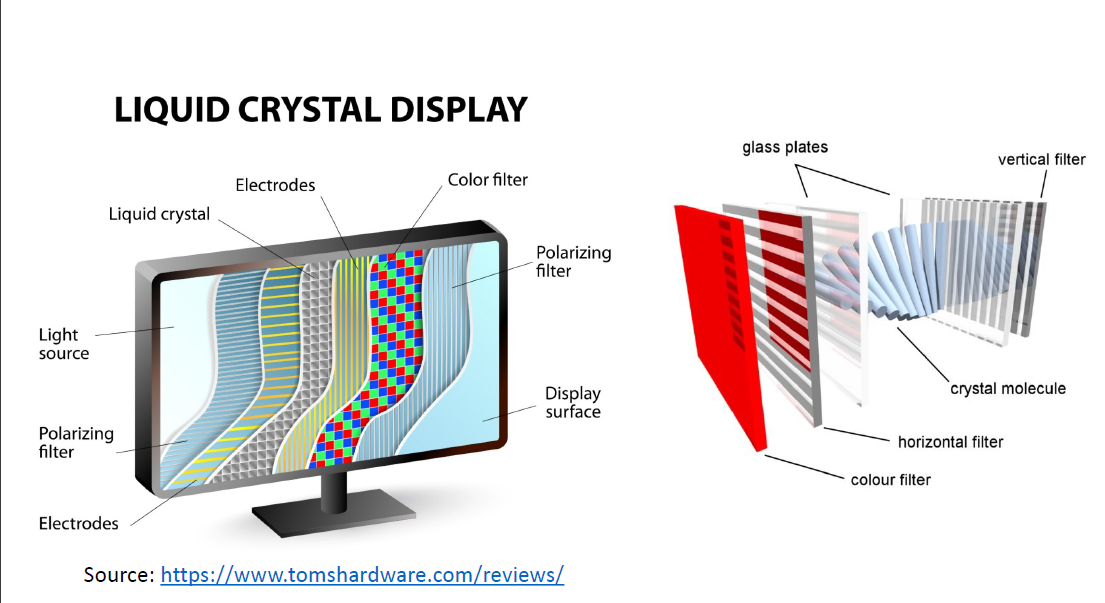 LIQUID CRYSTAL DISPLAY
Electrodes
Color filter
Liquid crystal
Polarizing
filter
Light
source
Display
surface
Polarizing
filter
Electrodes
Source: https://www.tomshardware.com/reviews/
glass plates
vertical filter
crystal molecule
horizontal filter
colour filter